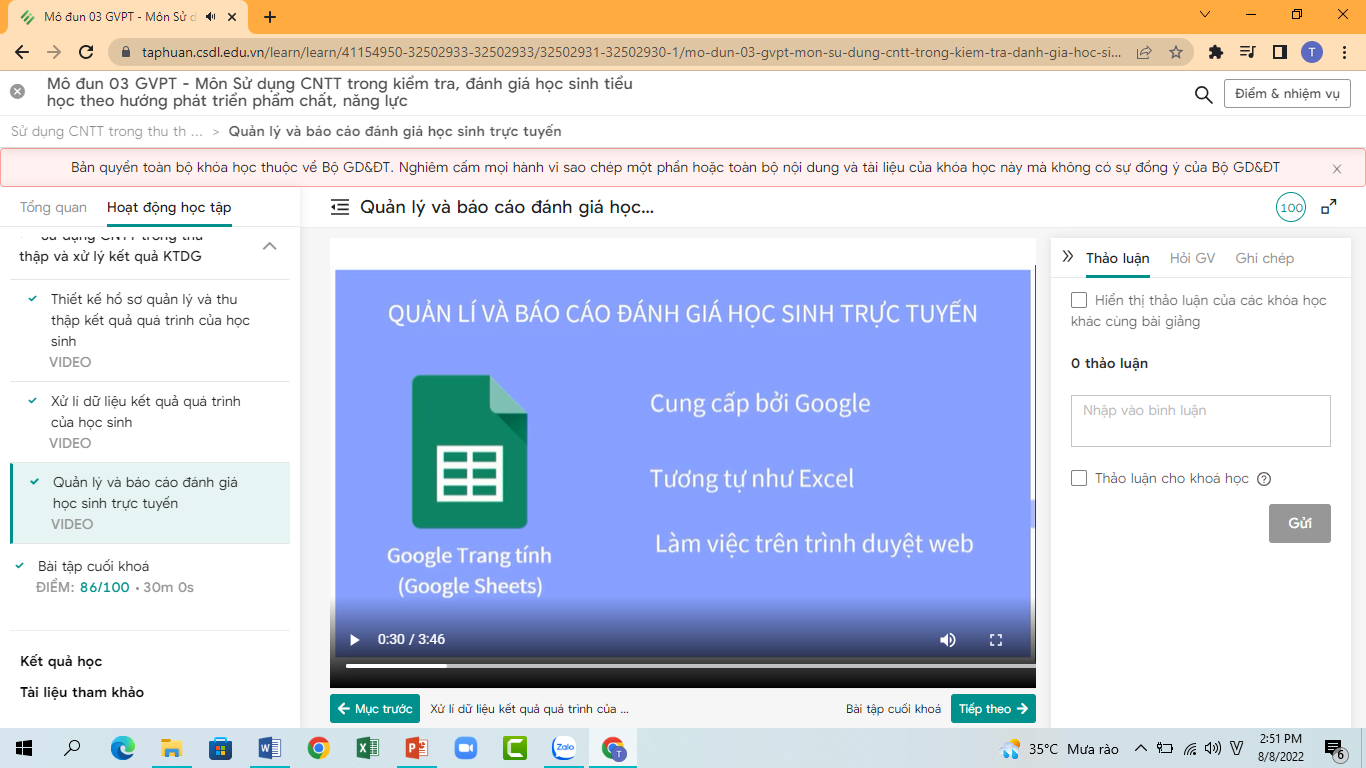 Mô đun 03 GVPT - Môn Sử d
taphuan.csdl.edu.vn/learn/learn/41154950-32502933-32502933/32502931-32502930-1/mo-dun-03-gvpt-mon-su-dung-cntt-trong-kiem-tra-danh-gia-hoc-si...
T
Mô đun 03 GVPT - Môn Sử dụng CNTT trong kiểm tra, đánh giá học sinh tiểu
học theo hướng phát triển phẩm chất, năng lực
Điểm & nhiệm vụ
Sử dụng CNTT trong thu th ... > Quản lý và báo cáo đánh giá học sinh trực tuyến
Bản quyền toàn bộ khóa học thuộc về Bộ GD&ĐT. Nghiêm cấm mọi hành vi sao chép một phần hoặc toàn bộ nội dung và tài liệu của khóa học này mà không có sự đồng ý của Bộ GD&ĐT
Tổng quan
Hoạt động học tập
Sử dụng CNTT trong thu
thập và xử lý kết quả KTDG
Thiết kế hồ sơ quản lý và thu
thập kết quả quá trình của học
sinh
VIDEO
Xử lí dữ liệu kết quả quá trình
của học sinh
VIDEO
Quản lý và báo cáo đánh giá
học sinh trực tuyến
VIDEO
Bài tập cuối khoá
ĐIỂM: 86/100 • 30m 0s
Kết quả học
Tài liệu tham khảo
Quản lý và báo cáo đánh giá học...
100
QUẢN LÍ VÀ BÁO CÁO ĐÁNH GIÁ HỌC SINH TRỰC TUYẾN
Cung cấp bởi Google
Tương tự như Excel
Làm việc trên trình duyệt web
Google Trang tính
(Google Sheets)
0:30 / 3:46
Mục trước
Xử lí dữ liệu kết quả quá trình của ...
Bài tập cuối khoá
Tiếp theo
Thảo luận
Hỏi GV
Ghi chép
Hiển thị thảo luận của các khóa học
khác cùng bài giảng
0 thảo luận
Nhập vào bình luận
Thảo luận cho khoá học
Gửi
Zalo
T
35°C Mưa rào
V
2:51 PM
8/8/2022
6